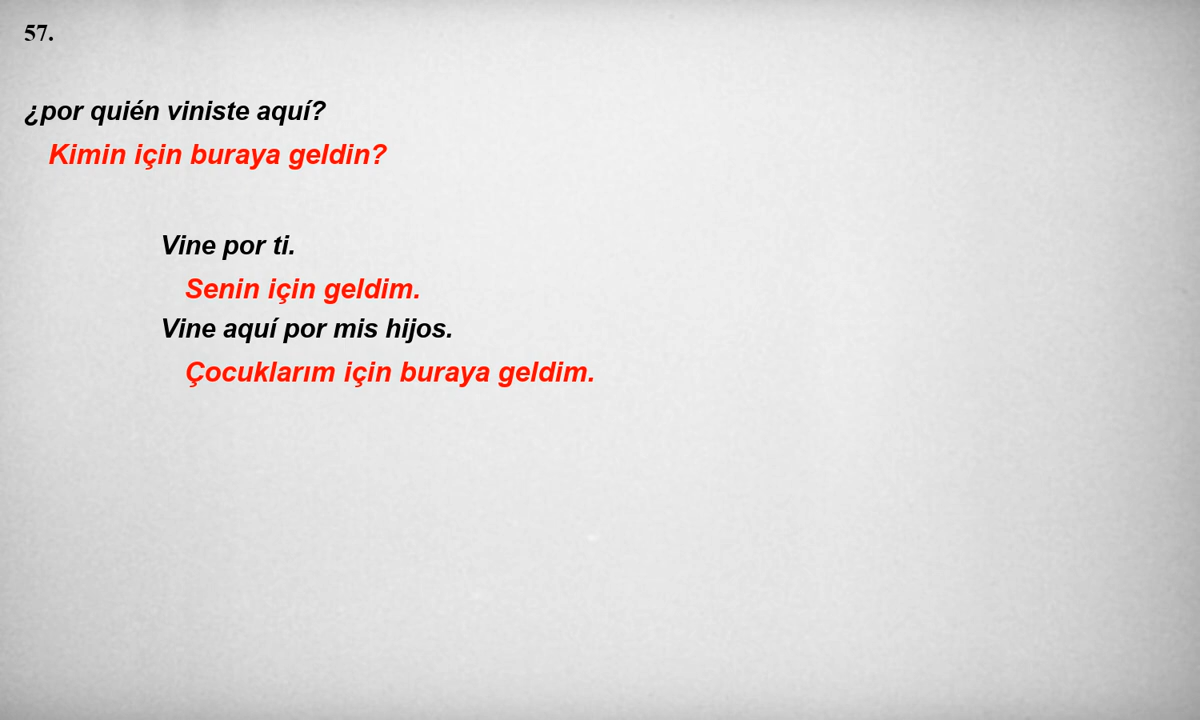 57.
¿por quién viniste aquí?
Kimin için buraya geldin?
Vine por ti.
Senin için geldim.
Vine aquí por mis hijos.
Çocuklarım için buraya geldim.